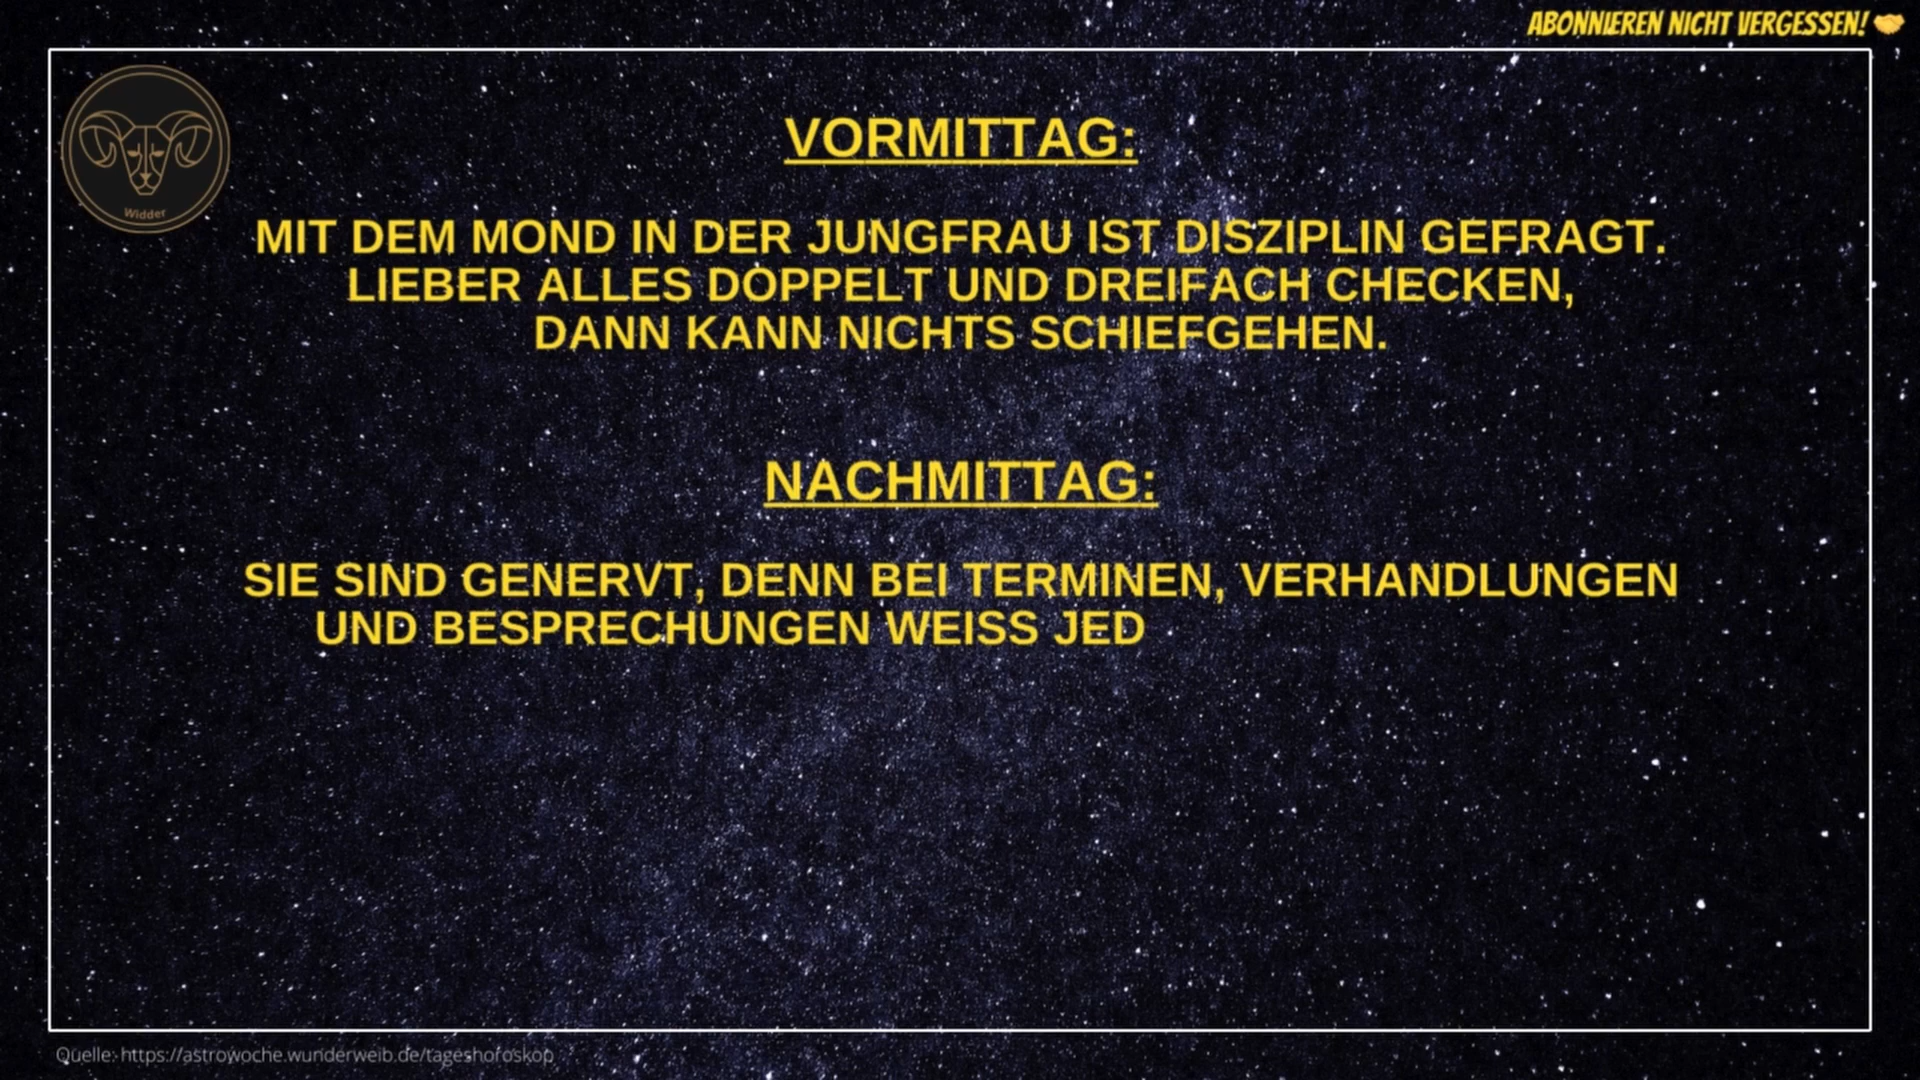 ABONNIEREN NICHT VERGESSEN!
Widder
VORMITTAG:
MIT DEM MOND IN DER JUNGFRAU IST DISZIPLIN GEFRAGT.
LIEBER ALLES DOPPELT UND DREIFACH CHECKEN,
DANN KANN NICHTS SCHIEFGEHEN.
NACHMITTAG:
SIE SIND GENERVT, DENN BEI TERMINEN, VERHANDLUNGEN
UND BESPRECHUNGEN WEISS JED
Quelle: https://astrowoche.wunderweib.de/tageshoroskop